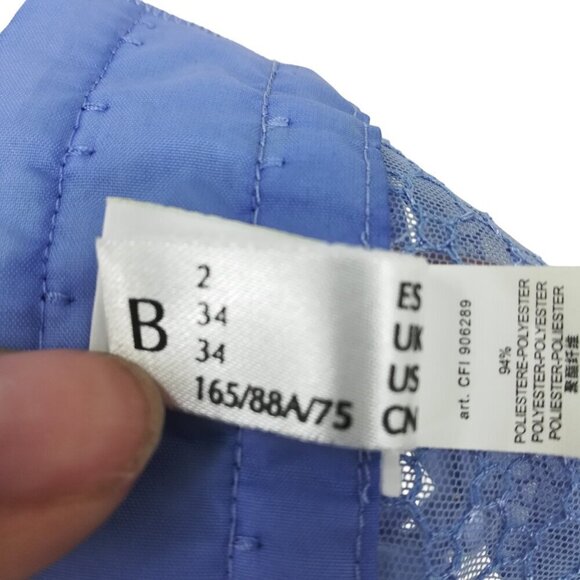 B
2 ES
34 UK
34 US
165/88A/75 CN
art. CFI 906289
94%
POLIESTERE-POLYESTER
POLYESTER-POLYESTER
POLIESTER-POLIÉSTER
聚酯纤维